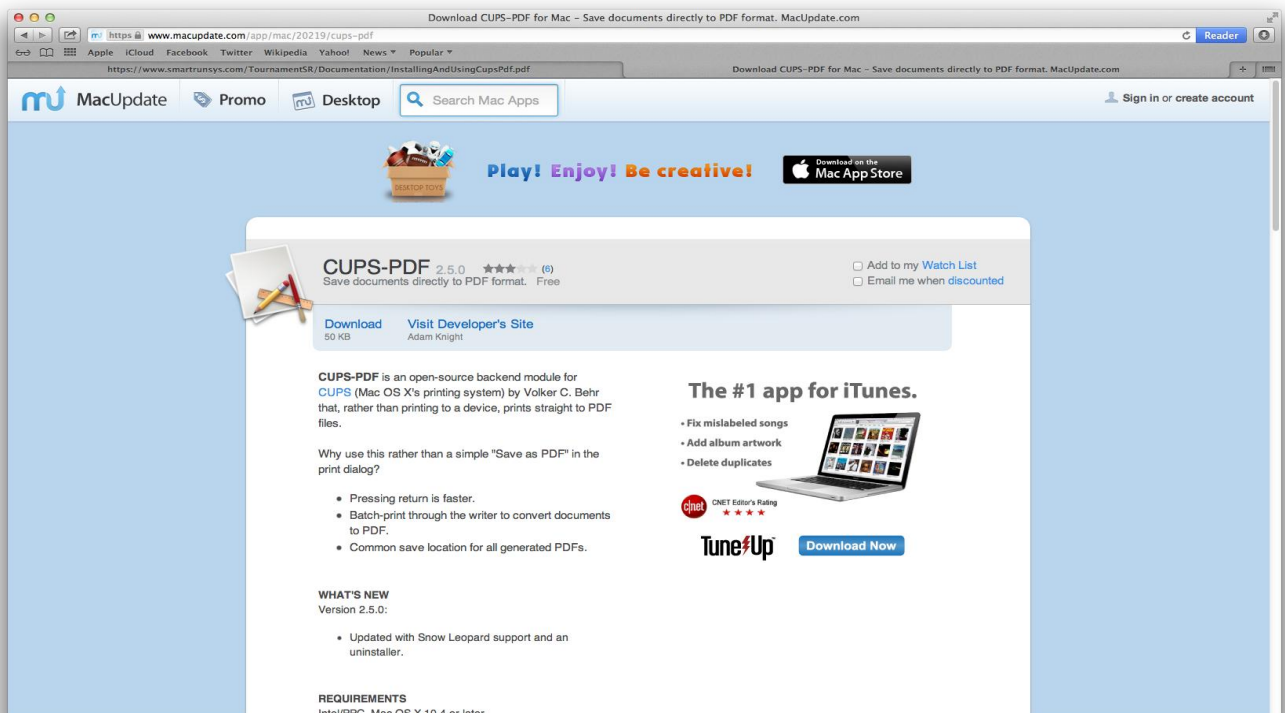 Download CUPS-PDF for Mac – Save documents directly to PDF format. MacUpdate.com
https www.macupdate.com/app/mac/20219/cups-pdf
Reader
Apple iCloud Facebook Twitter Wikipedia Yahoo! News Popular
https://www.smartrunsys.com/TournamentSR/Documentation/InstallingAndUsingCupsPdf.pdf
Download CUPS-PDF for Mac – Save documents directly to PDF format. MacUpdate.com
MacUpdate Promo Desktop Search Mac Apps
Sign in or create account
DESKTOP TOYS
Play! Enjoy! Be creative!
Download on the
Mac App Store
CUPS-PDF 2.5.0 (6)
Save documents directly to PDF format. Free
Add to my Watch List
Email me when discounted
Download
50 KB
Visit Developer's Site
Adam Knight
CUPS-PDF is an open-source backend module for
CUPS (Mac OS X's printing system) by Volker C. Behr
that, rather than printing to a device, prints straight to PDF
files.
Why use this rather than a simple "Save as PDF" in the
print dialog?
• Pressing return is faster.
• Batch-print through the writer to convert documents
to PDF.
• Common save location for all generated PDFs.
The #1 app for iTunes.
• Fix mislabeled songs
• Add album artwork
• Delete duplicates
c|net
CNET Editor's Rating
TuneUp
Download Now
WHAT'S NEW
Version 2.5.0:
• Updated with Snow Leopard support and an
uninstaller.
REQUIREMENTS
Intel/PPC, Mac OS X 10.4 or later